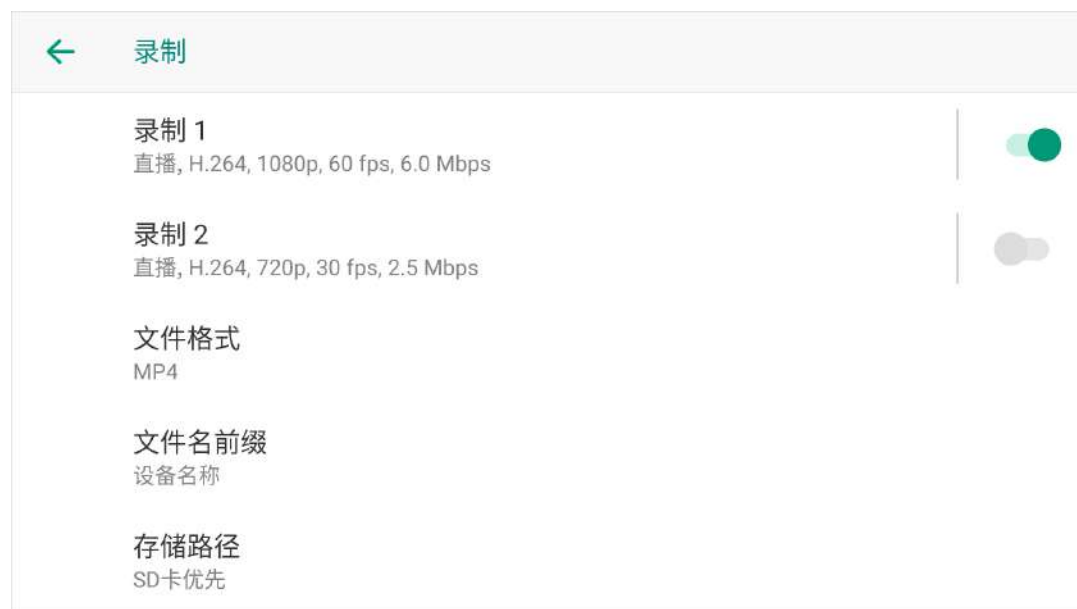 录制
录制 1
直播, H.264, 1080p, 60 fps, 6.0 Mbps
录制 2
直播, H.264, 720p, 30 fps, 2.5 Mbps
文件格式
MP4
文件名前缀
设备名称
存储路径
SD卡优先